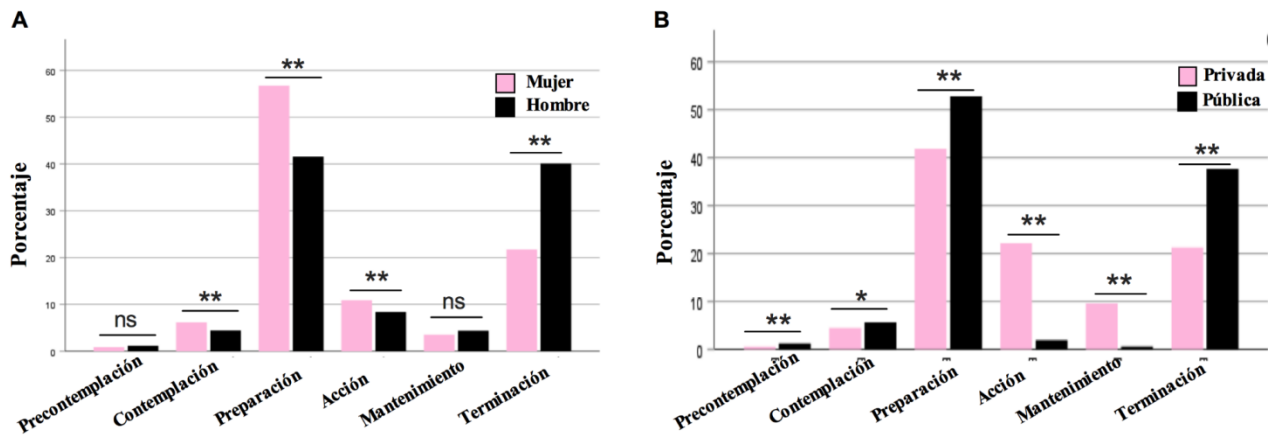 A
Porcentaje
60
50
40
30
20
10
0
ns
**
**
**
ns
**
Mujer
Hombre
Precontemplación
Contemplación
Preparación
Acción
Mantenimiento
Terminación
B
Porcentaje
60
50
40
30
20
10
0
**
*
**
**
**
**
Privada
Pública
Precontemplación
Contemplación
Preparación
Acción
Mantenimiento
Terminación